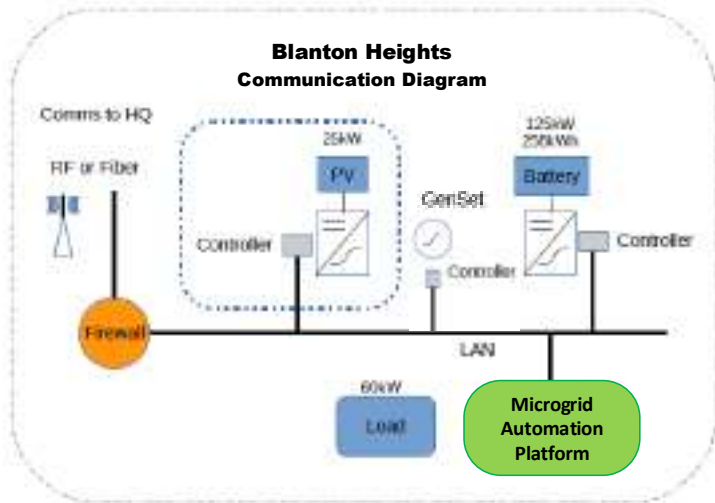 Blanton Heights
Communication Diagram
Comms to HQ
RF or Fiber
25kW
PV
Controller
GenSet
Controller
125kW
258kWh
Battery
Controller
Firewall
LAN
60kW
Load
Microgrid
Automation
Platform